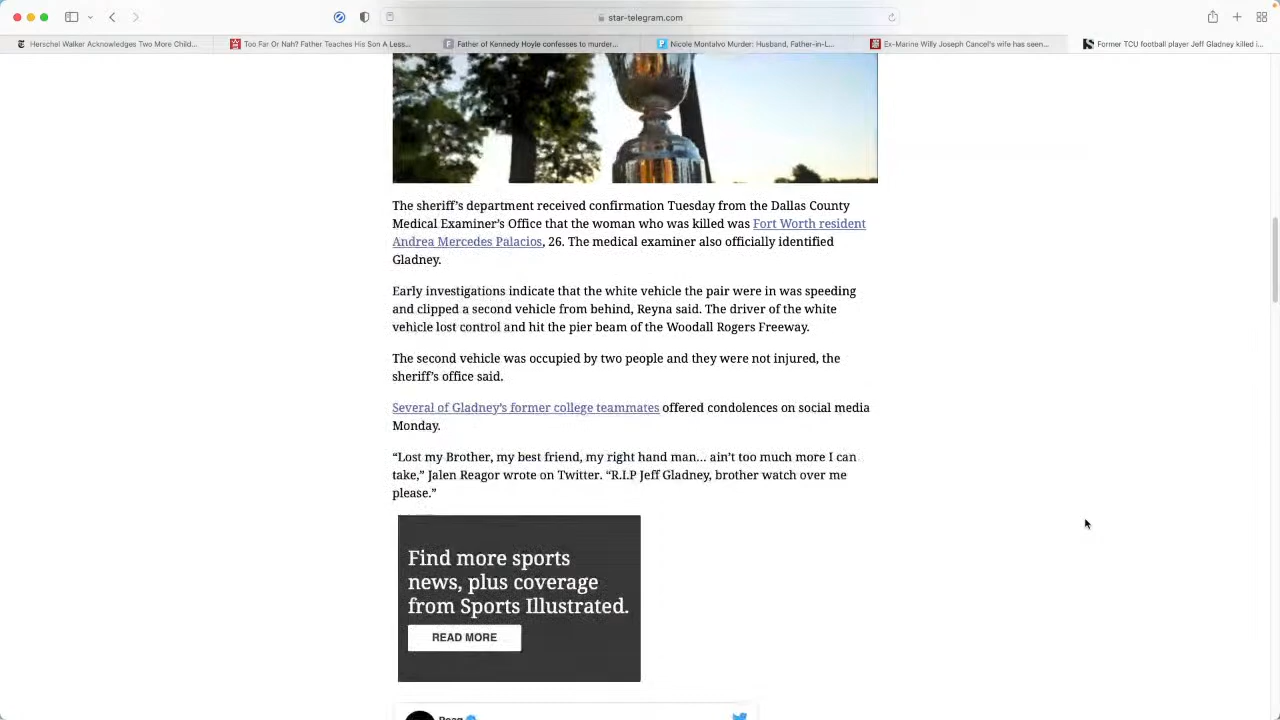 star-telegram.com
Herschel Walker Acknowledges Two More Child...
Too Far Or Nah? Father Teaches His Son A Less...
Father of Kennedy Hoyle confesses to murder...
Nicole Montalvo Murder: Husband, Father-in-L...
Ex-Marine Willy Joseph Cancel's wife has seen...
Former TCU football player Jeff Gladney killed i...
The sheriff’s department received confirmation Tuesday from the Dallas County
Medical Examiner’s Office that the woman who was killed was Fort Worth resident
Andrea Mercedes Palacios, 26. The medical examiner also officially identified
Gladney.
Early investigations indicate that the white vehicle the pair were in was speeding
and clipped a second vehicle from behind, Reyna said. The driver of the white
vehicle lost control and hit the pier beam of the Woodall Rogers Freeway.
The second vehicle was occupied by two people and they were not injured, the
sheriff’s office said.
Several of Gladney’s former college teammates offered condolences on social media
Monday.
“Lost my Brother, my best friend, my right hand man… ain’t too much more I can
take,” Jalen Reagor wrote on Twitter. “R.I.P Jeff Gladney, brother watch over me
please.”
Find more sports
news, plus coverage
from Sports Illustrated.
READ MORE